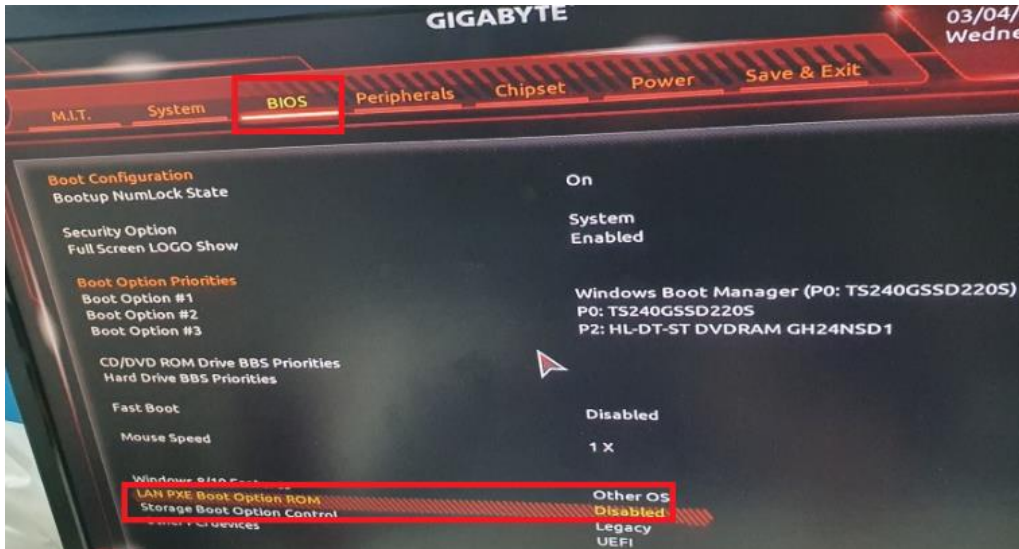 GIGABYTE
03/04/
Wedne
M.I.T. System BIOS Peripherals Chipset Power Save & Exit
Boot Configuration
Bootup NumLock State On
Security Option System
Full Screen LOGO Show Enabled
Boot Option Priorities
Boot Option #1 Windows Boot Manager (P0: TS240GSSD220S)
Boot Option #2 P0: TS240GSSD220S
Boot Option #3 P2: HL-DT-ST DVDRAM GH24NSD1
CD/DVD ROM Drive BBS Priorities
Hard Drive BBS Priorities
Fast Boot Disabled
Mouse Speed 1 X
Windows 8/10 Other OS
LAN PXE Boot Option ROM Disabled
Storage Boot Option Control Legacy
UEFI